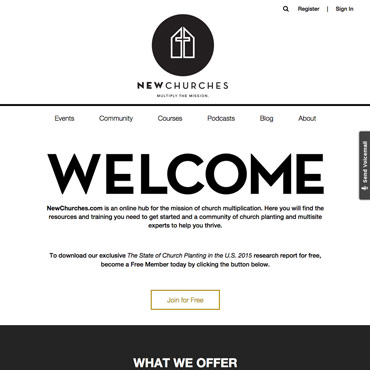 Register | Sign In
NEWCHURCHES
MULTIPLY THE MISSION.
Events Community Courses Podcasts Blog About
Send Voicemail
WELCOME
NewChurches.com is an online hub for the mission of church multiplication. Here you will find the
resources and training you need to get started and a community of church planting and multisite
experts to help you thrive.
To download our exclusive The State of Church Planting in the U.S. 2015 research report for free,
become a Free Member today by clicking the button below.
Join for Free
WHAT WE OFFER